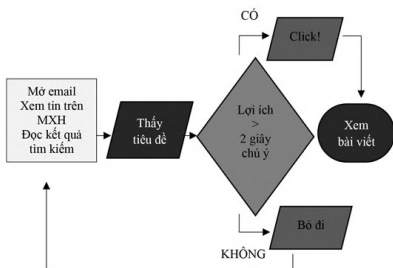 Mở email
Xem tin trên
MXH
Đọc kết quả
tìm kiếm
Thấy
tiêu đề
Lợi ích
>
2 giây
chú ý
CÓ
Click!
Xem
bài viết
KHÔNG
Bỏ đi